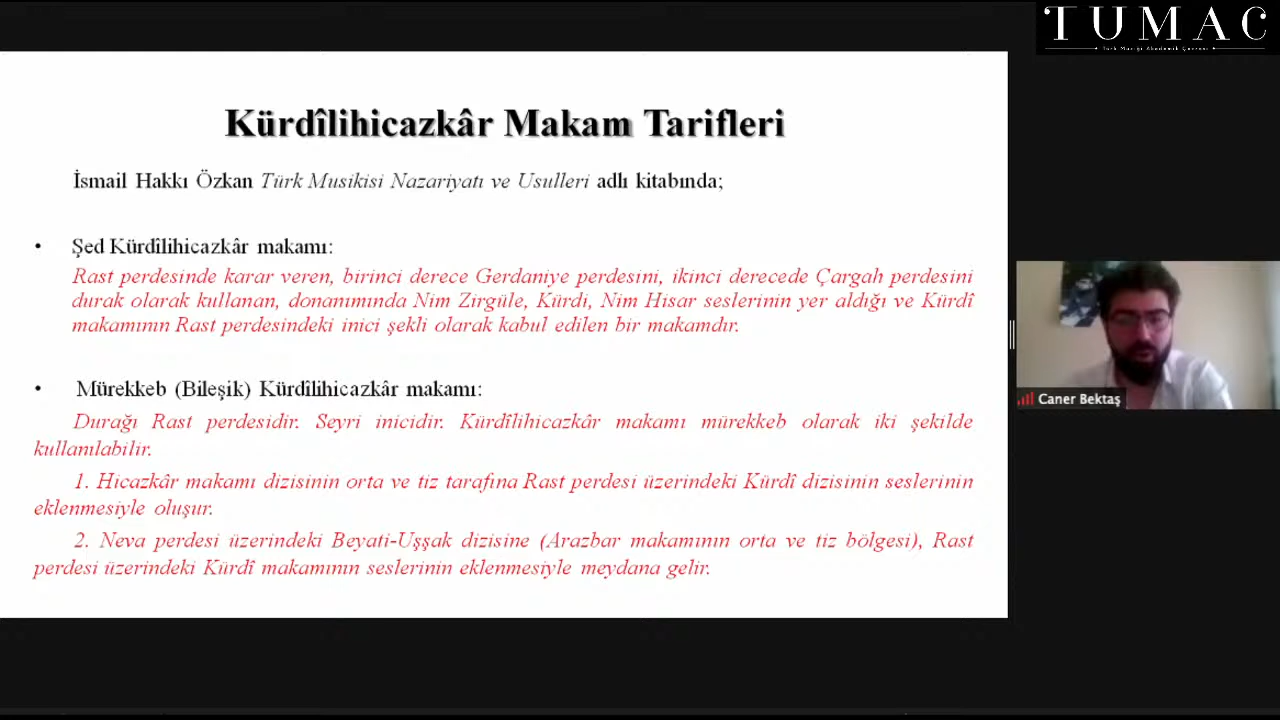 TUMAC
Türk Müziği Akademik Çevresi
Kürdîlihicazkâr Makam Tarifleri
İsmail Hakkı Özkan Türk Musikisi Nazariyatı ve Usulleri adlı kitabında;
• Şed Kürdîlihicazkâr makamı:
Rast perdesinde karar veren, birinci derece Gerdaniye perdesini, ikinci derecede Çargah perdesini
durak olarak kullanan, donanımında Nim Zirgüle, Kürdi, Nim Hisar seslerinin yer aldığı ve Kürdî
makamının Rast perdesindeki inici şekli olarak kabul edilen bir makamdır.
• Mürekkeb (Bileşik) Kürdîlihicazkâr makamı:
Durağı Rast perdesidir. Seyri inicidir. Kürdîlihicazkâr makamı mürekkeb olarak iki şekilde
kullanılabilir.
1. Hicazkâr makamı dizisinin orta ve tiz tarafına Rast perdesi üzerindeki Kürdî dizisinin seslerinin
eklenmesiyle oluşur.
2. Neva perdesi üzerindeki Beyati-Uşşak dizisine (Arazbar makamının orta ve tiz bölgesi), Rast
perdesi üzerindeki Kürdî makamının seslerinin eklenmesiyle meydana gelir.
Caner Bektaş